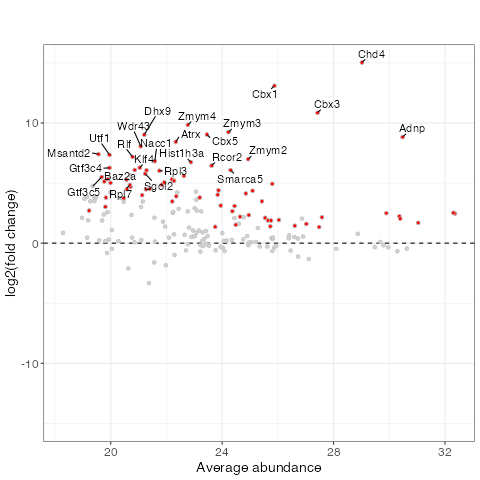 Chd4
Cbx1
Cbx3
Dhx9
Zmym4
Wdr43
Zmym3
Adnp
Utf1
Rlf
Nacc1
Atrx
Cbx5
Msantd2
Klf4
Hist1h3a
Rcor2
Zmym2
Gtf3c4
Baz2a
Rpl3
Smarca5
Gtf3c5
Rpl7
Sgol2
10
0
-10
20
24
28
32
log2(fold change)
Average abundance